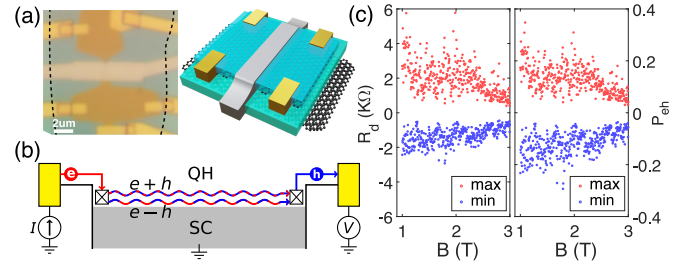 (a)
2um
(b)
QH
e
e+h
h
e−h
SC
I
V
(c)
6
4
2
0
-2
-4
-6
R_d (KΩ)
max
min
1
2
3
B (T)
max
min
1
2
3
B (T)
0.4
0.2
0
-0.2
-0.4
P_eh